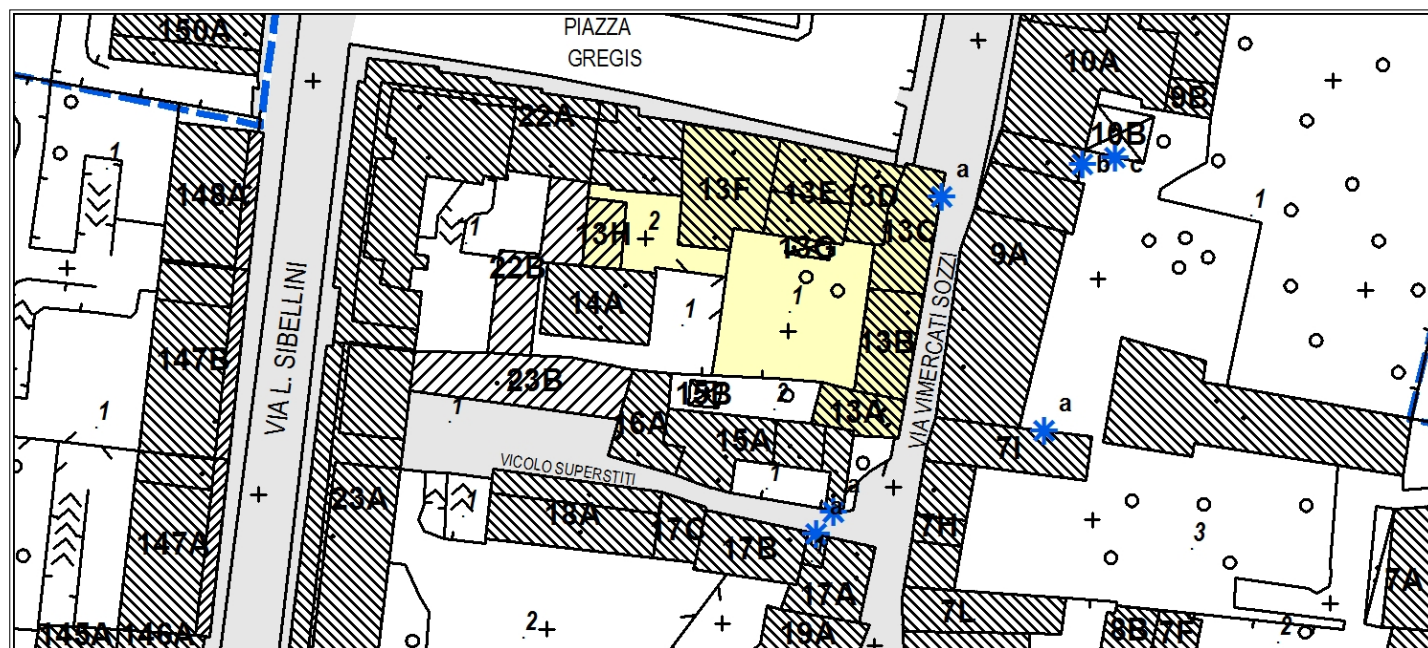 150A
PIAZZA
GREGIS
10A
9B
10B
22A
1
148A
13F
13E
13D
13C
a
b
c
1
13H
2
13G
1
22B
9A
14A
1
1
147B
VIA L. SIBELLINI
13B
VIA VIMERCATI SOZZI
23B
15B
2
1
1
16A
13A
a
15A
7I
VICOLO SUPERSTITI
1
a
23A
1
18A
17C
17B
a
7H
3
147A
17A
7A
2
7L
145A
146A
19A
8B
7F
2